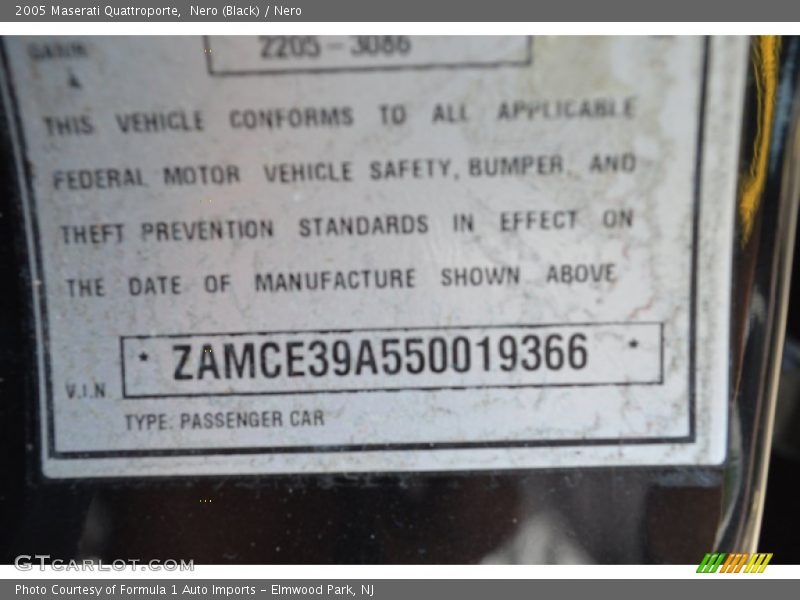 2005 Maserati Quattroporte, Nero (Black) / Nero
2205 - 3086
THIS VEHICLE CONFORMS TO ALL APPLICABLE
FEDERAL MOTOR VEHICLE SAFETY, BUMPER, AND
THEFT PREVENTION STANDARDS IN EFFECT ON
THE DATE OF MANUFACTURE SHOWN ABOVE
* ZAMCE39A550019366 *
V.I.N
TYPE: PASSENGER CAR
GTCARLOT.COM
Photo Courtesy of Formula 1 Auto Imports - Elmwood Park, NJ